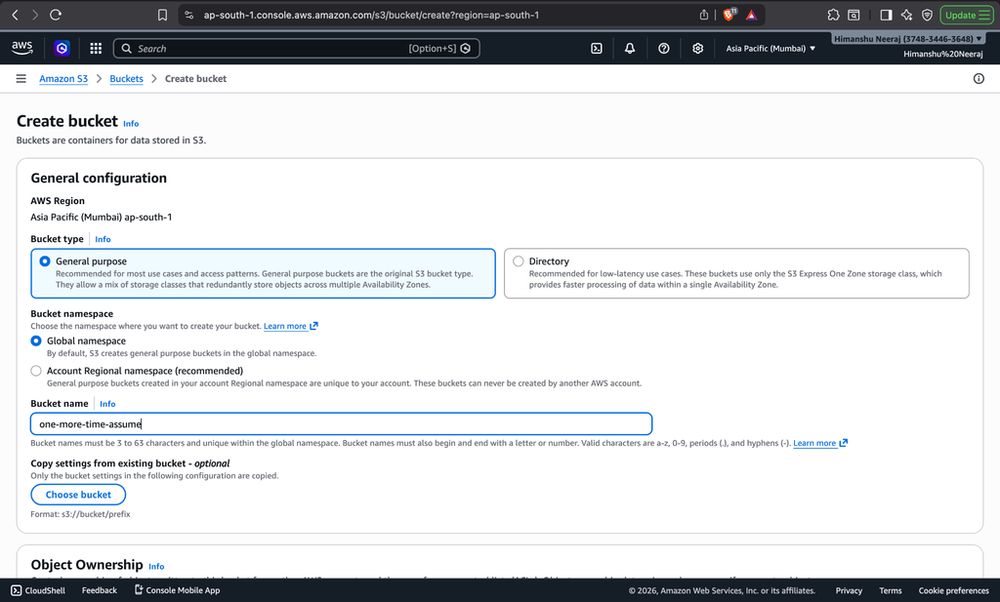 ap-south-1.console.aws.amazon.com/s3/bucket/create?region=ap-south-1
Update
aws
Search
[Option+S]
Asia Pacific (Mumbai)
Himanshu Neeraj (3748-3446-3648)
Himanshu%20Neeraj
Amazon S3 > Buckets > Create bucket
Create bucket Info
Buckets are containers for data stored in S3.
General configuration
AWS Region
Asia Pacific (Mumbai) ap-south-1
Bucket type Info
General purpose
Recommended for most use cases and access patterns. General purpose buckets are the original S3 bucket type.
They allow a mix of storage classes that redundantly store objects across multiple Availability Zones.
Directory
Recommended for low-latency use cases. These buckets use only the S3 Express One Zone storage class, which
provides faster processing of data within a single Availability Zone.
Bucket namespace
Choose the namespace where you want to create your bucket. Learn more
Global namespace
By default, S3 creates general purpose buckets in the global namespace.
Account Regional namespace (recommended)
General purpose buckets created in your account Regional namespace are unique to your account. These buckets can never be created by another AWS account.
Bucket name Info
one-more-time-assume
Bucket names must be 3 to 63 characters and unique within the global namespace. Bucket names must also begin and end with a letter or number. Valid characters are a-z, 0-9, periods (.), and hyphens (-). Learn more
Copy settings from existing bucket - optional
Only the bucket settings in the following configuration are copied.
Choose bucket
Format: s3://bucket/prefix
Object Ownership Info
CloudShell
Feedback
Console Mobile App
© 2026, Amazon Web Services, Inc. or its affiliates.
Privacy
Terms
Cookie preferences